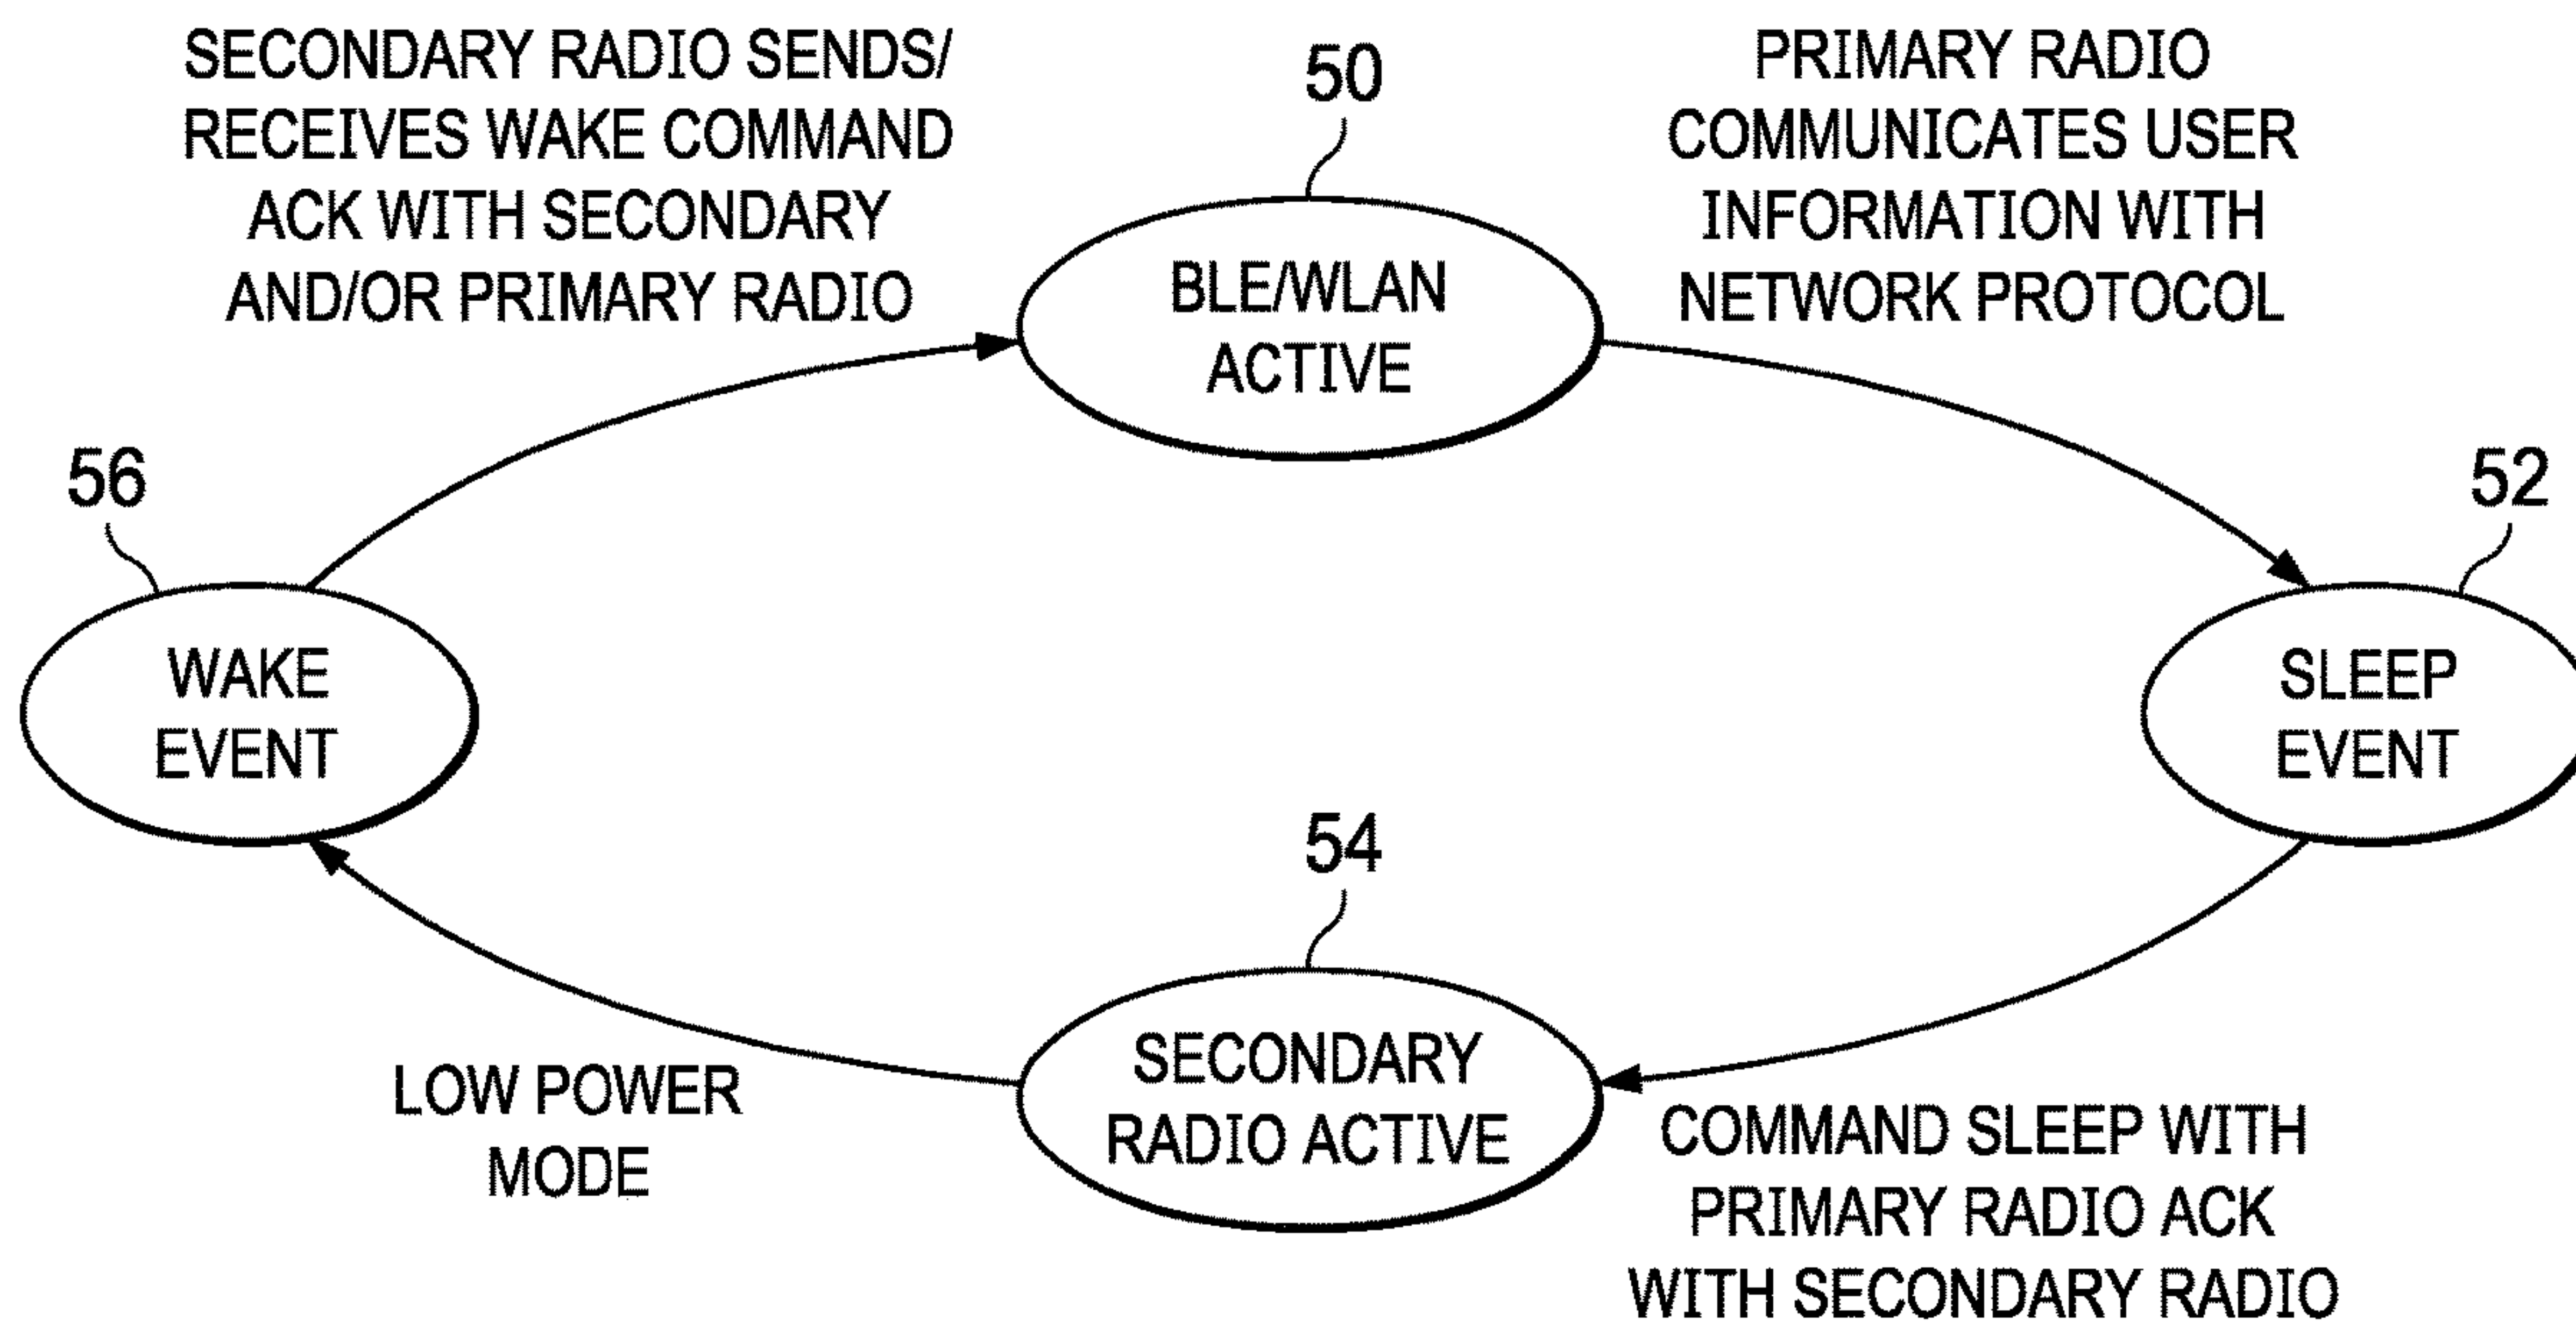 SECONDARY RADIO SENDS/
RECEIVES WAKE COMMAND
ACK WITH SECONDARY
AND/OR PRIMARY RADIO
50
BLE/WLAN
ACTIVE
PRIMARY RADIO
COMMUNICATES USER
INFORMATION WITH
NETWORK PROTOCOL
56
WAKE
EVENT
52
SLEEP
EVENT
54
SECONDARY
RADIO ACTIVE
LOW POWER
MODE
COMMAND SLEEP WITH
PRIMARY RADIO ACK
WITH SECONDARY RADIO